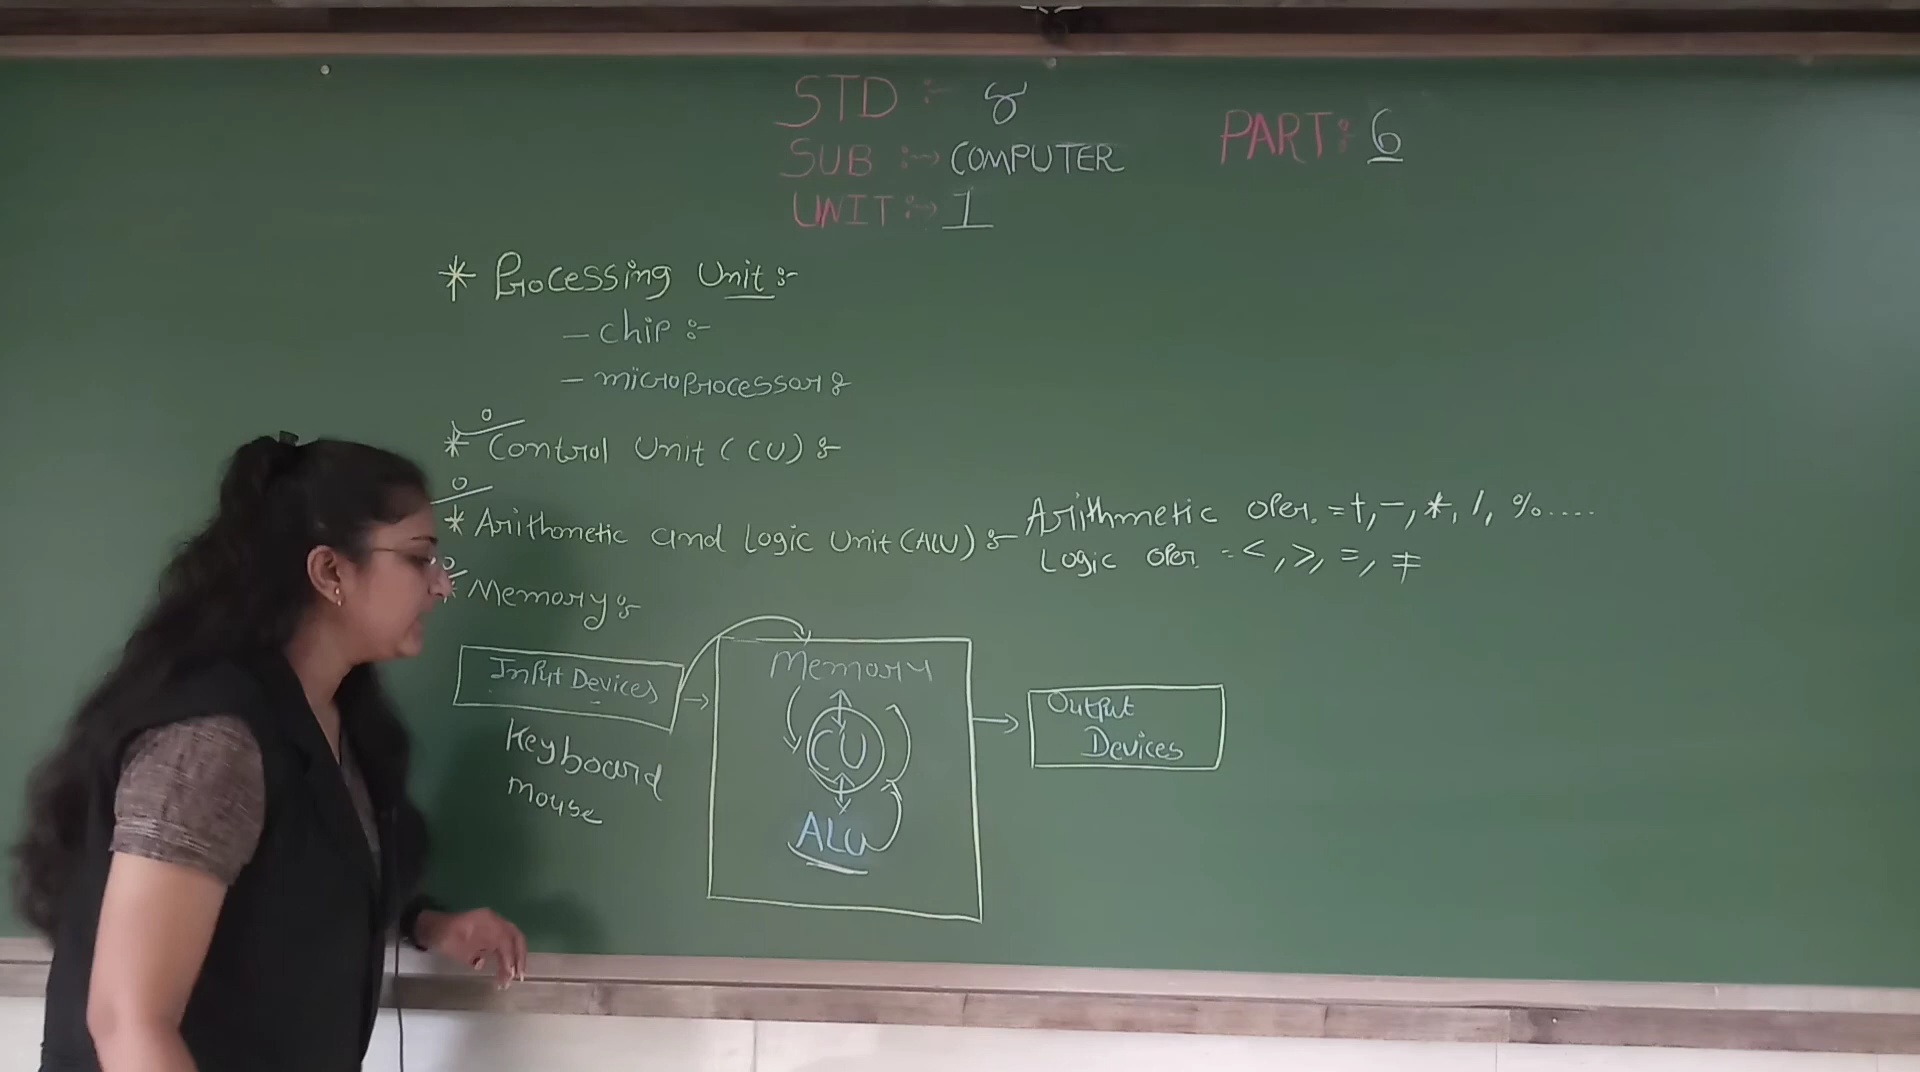 STD :- 8
SUB :-> COMPUTER
UNIT :-> 1
PART :- 6
* Processing Unit :-
- chip :-
- microprocessor :-
* Control Unit (CU) :-
* Arithmetic and Logic Unit (ALU) :- Arithmetic oper. = +, -, *, /, % ....
Logic oper. = <, >, =, ≠
* Memory :-
Input Devices
Keyboard
mouse
Memory
CU
ALU
Output
Devices